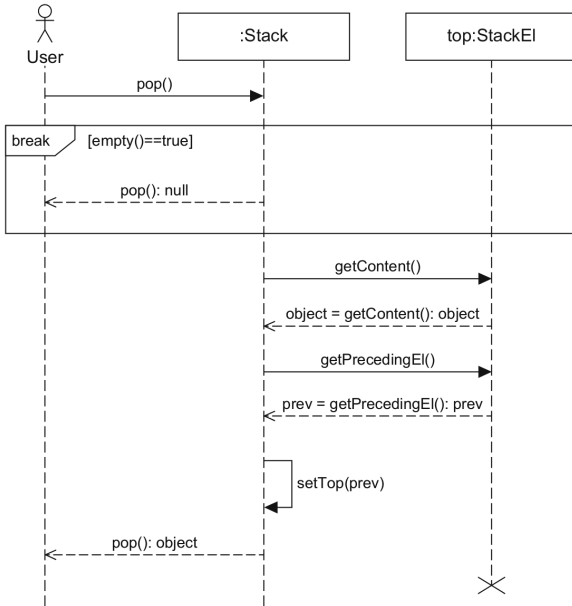 User
:Stack
top:StackEl
pop()
break
[empty()==true]
pop(): null
getContent()
object = getContent(): object
getPrecedingEl()
prev = getPrecedingEl(): prev
setTop(prev)
pop(): object